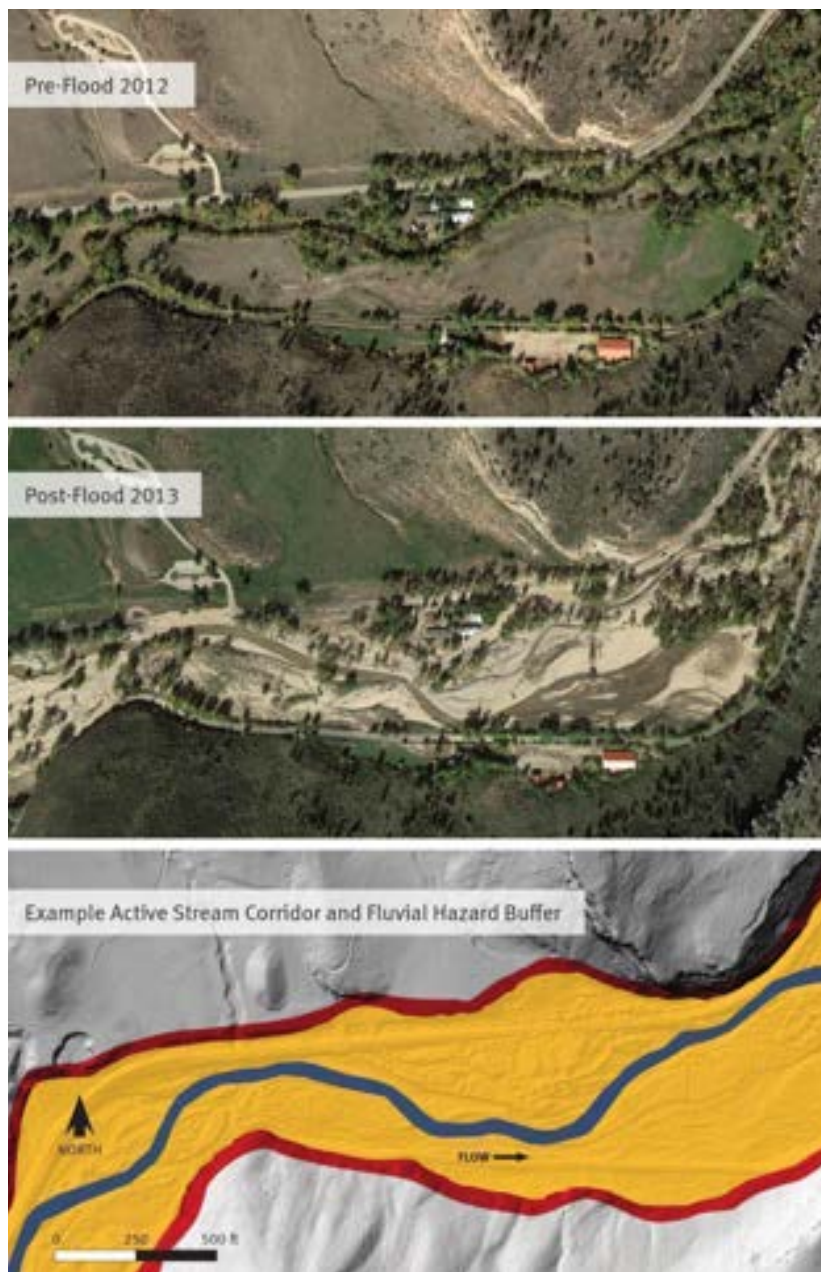 Pre-Flood 2012
Post-Flood 2013
Example Active Stream Corridor and Fluvial Hazard Buffer
NORTH
FLOW
0 250 500 ft